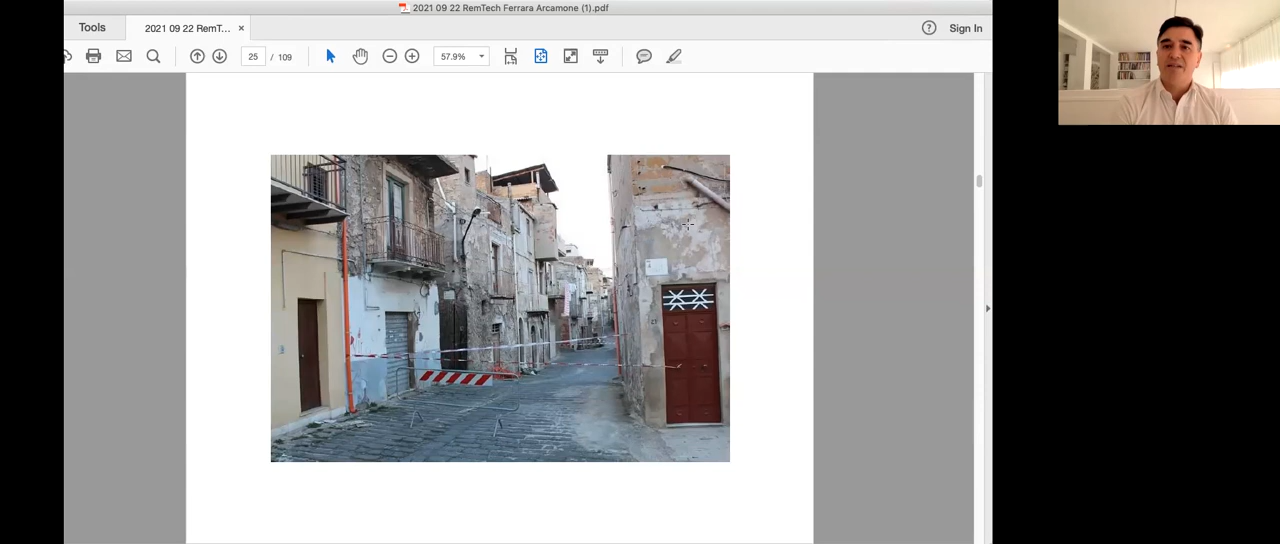 2021 09 22 RemTech Ferrara Arcamone (1).pdf
Tools
2021 09 22 RemT... ×
Sign In
25 / 109
57.9%